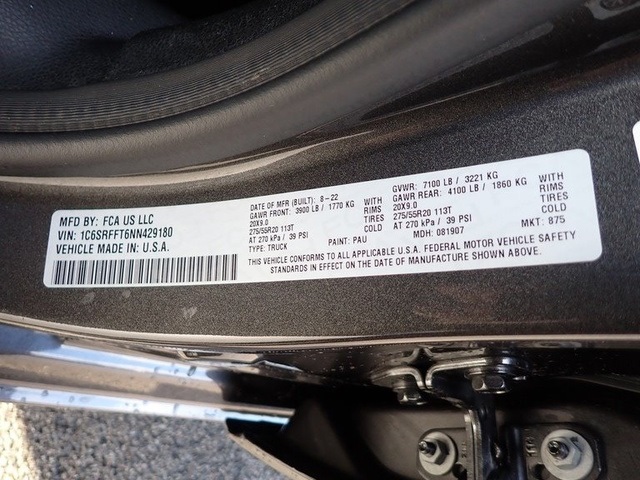 MFD BY: FCA US LLC
VIN: 1C6SRFFT6NN429180
VEHICLE MADE IN U.S.A.
DATE OF MFR (BUILT): 8-22
GAWR FRONT: 3900 LB / 1770 KG WITH
20X9.0 RIMS
275/55R20 113T TIRES
AT 270 kPa / 39 PSI COLD
TYPE: TRUCK PAINT: PAU
GVWR: 7100 LB / 3221 KG
GAWR REAR: 4100 LB / 1860 KG WITH
20X9.0 RIMS
275/55R20 113T TIRES
AT 270 kPa / 39 PSI COLD
MDH: 081907 MKT: 875
THIS VEHICLE CONFORMS TO ALL APPLICABLE U.S.A. FEDERAL MOTOR VEHICLE SAFETY
STANDARDS IN EFFECT ON THE DATE OF MANUFACTURE SHOWN ABOVE.